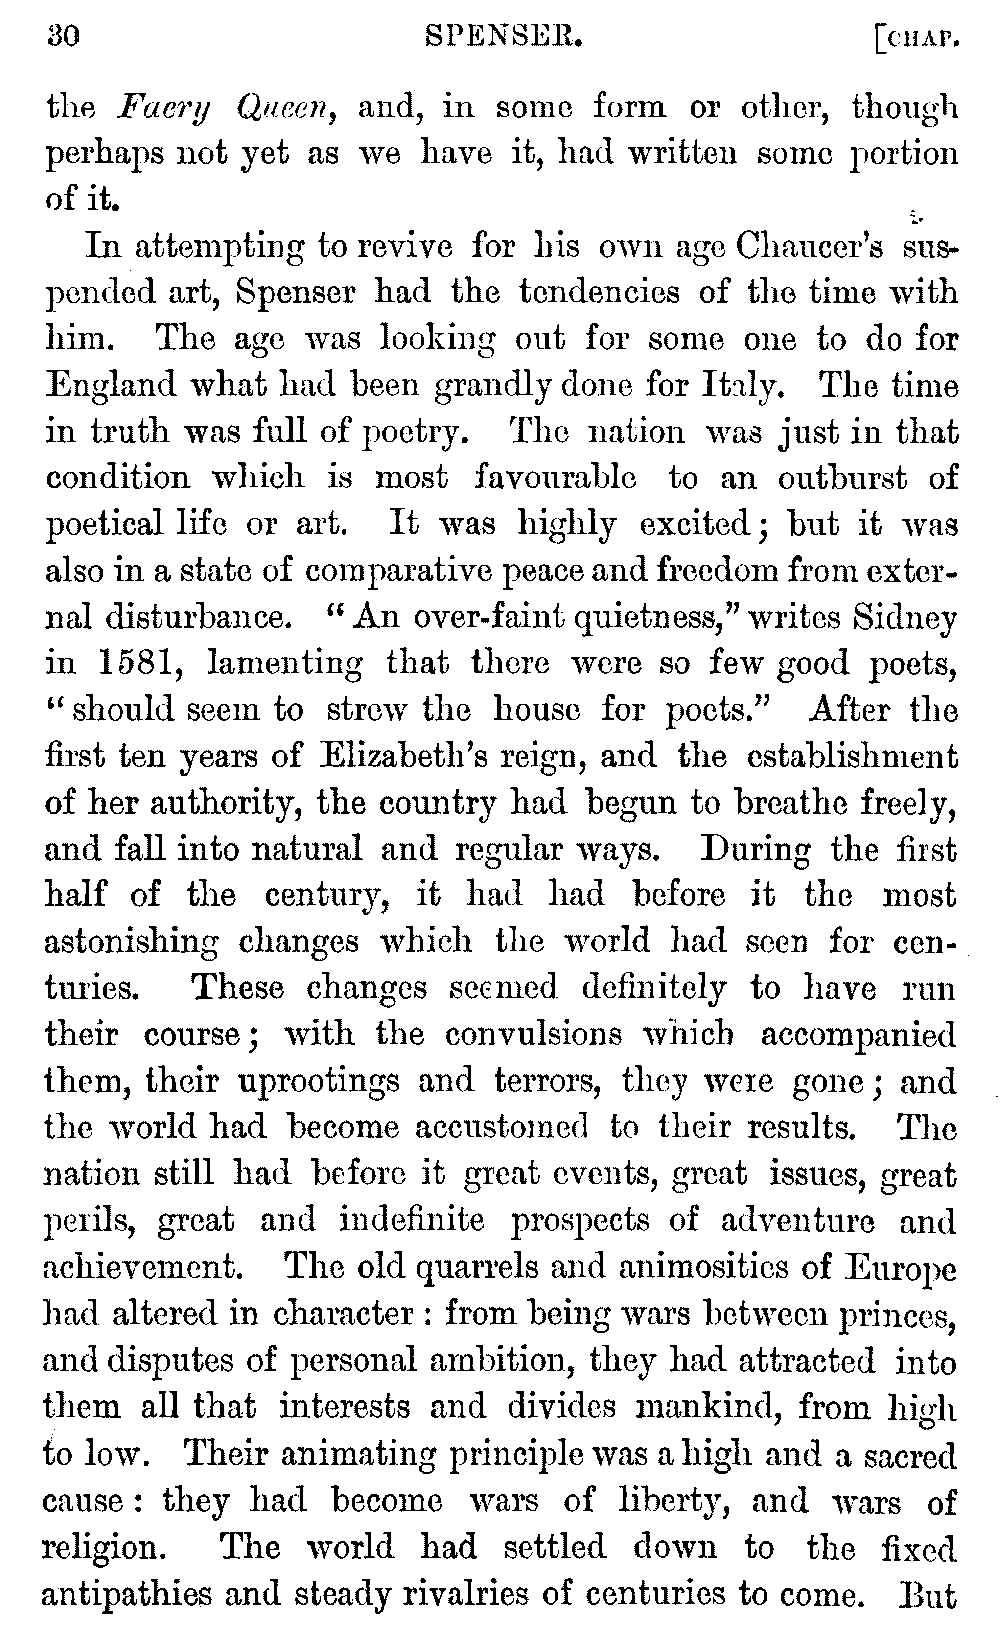 30 SPENSER. [CHAP.
the Faery Queen, and, in some form or other, though
perhaps not yet as we have it, had written some portion
of it.
In attempting to revive for his own age Chaucer's sus-
pended art, Spenser had the tendencies of the time with
him. The age was looking out for some one to do for
England what had been grandly done for Italy. The time
in truth was full of poetry. The nation was just in that
condition which is most favourable to an outburst of
poetical life or art. It was highly excited; but it was
also in a state of comparative peace and freedom from exter-
nal disturbance. "An over-faint quietness," writes Sidney
in 1581, lamenting that there were so few good poets,
"should seem to strew the house for poets." After the
first ten years of Elizabeth's reign, and the establishment
of her authority, the country had begun to breathe freely,
and fall into natural and regular ways. During the first
half of the century, it had had before it the most
astonishing changes which the world had seen for cen-
turies. These changes seemed definitely to have run
their course; with the convulsions which accompanied
them, their uprootings and terrors, they were gone; and
the world had become accustomed to their results. The
nation still had before it great events, great issues, great
perils, great and indefinite prospects of adventure and
achievement. The old quarrels and animosities of Europe
had altered in character: from being wars between princes,
and disputes of personal ambition, they had attracted into
them all that interests and divides mankind, from high
to low. Their animating principle was a high and a sacred
cause: they had become wars of liberty, and wars of
religion. The world had settled down to the fixed
antipathies and steady rivalries of centuries to come. But